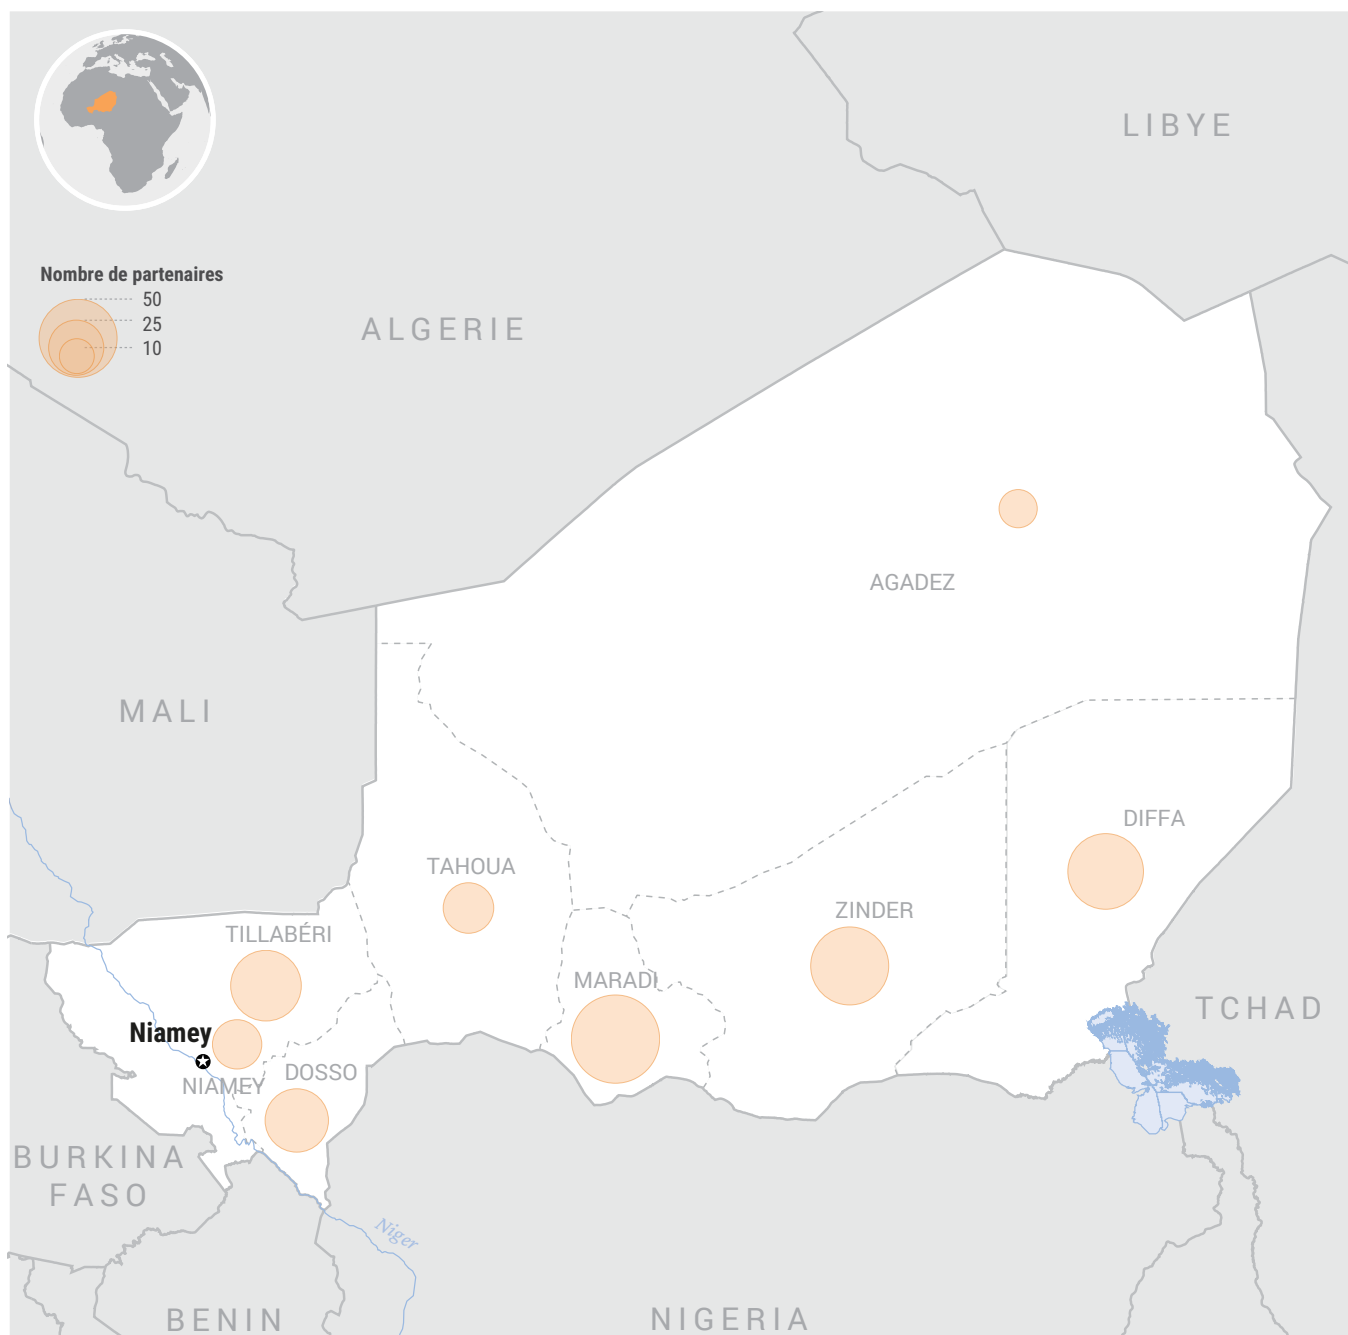 LIBYE
Nombre de partenaires
50
25
10
ALGERIE
AGADEZ
MALI
DIFFA
TAHOUA
ZINDER
TILLABÉRI
MARADI
TCHAD
Niamey
NIAMEY
DOSSO
BURKINA
FASO
Niger
BENIN
NIGERIA